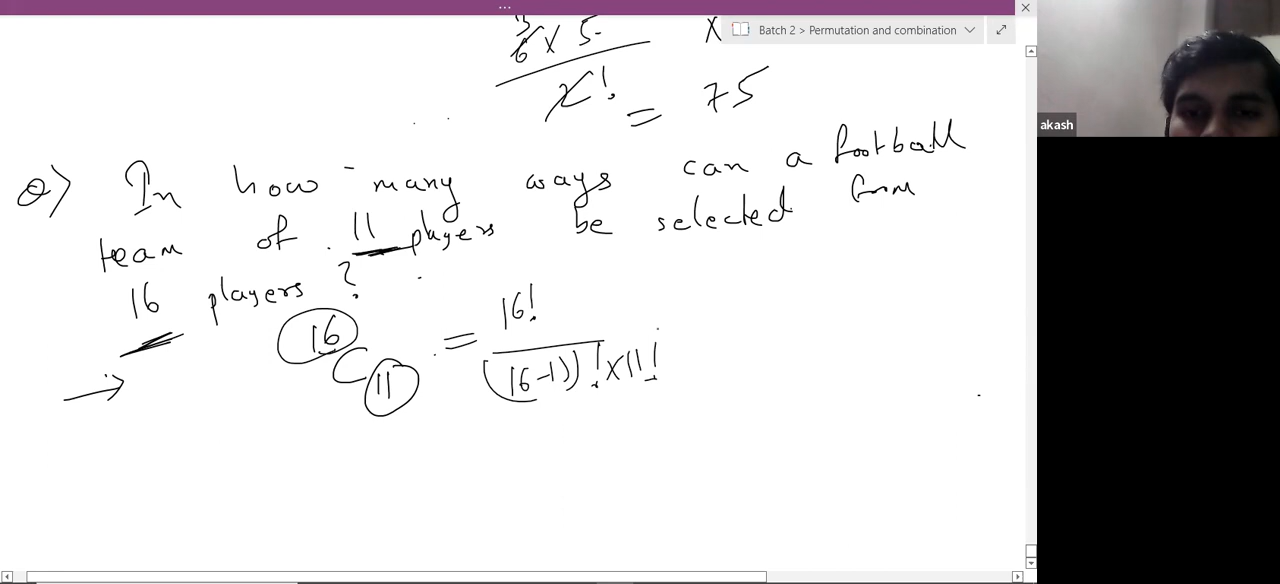 Batch 2 > Permutation and combination
6 × 5
2! = 75
akash
Q) In how many ways can a football
team of 11 players be selected from
16 players?
→ 16C11 = 16! / (16-11)! × 11!